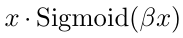 x · Sigmoid(βx)